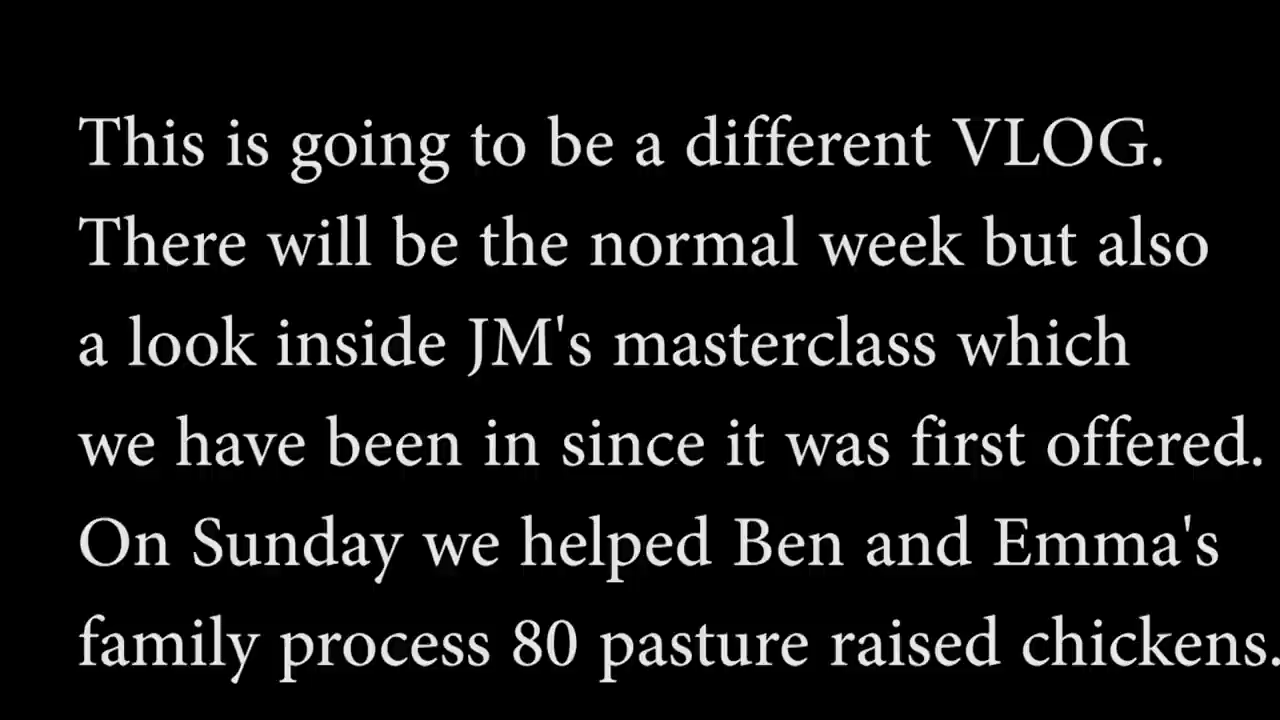 This is going to be a different VLOG.
There will be the normal week but also
a look inside JM's masterclass which
we have been in since it was first offered.
On Sunday we helped Ben and Emma's
family process 80 pasture raised chickens.